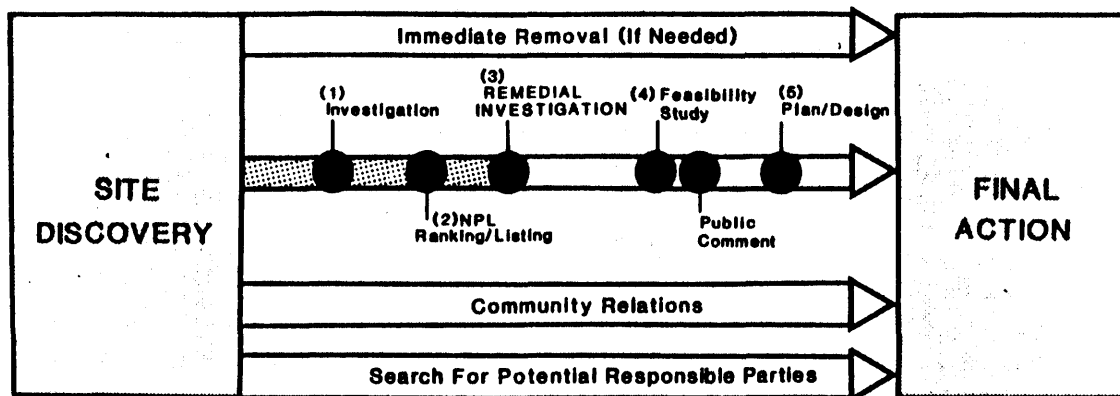 Immediate Removal (If Needed)
(1)
Investigation
(3)
REMEDIAL
INVESTIGATION
(4) Feasibility
Study
(5)
Plan/Design
SITE
DISCOVERY
(2)NPL
Ranking/Listing
Public
Comment
FINAL
ACTION
Community Relations
Search For Potential Responsible Parties